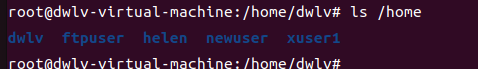 root@dwlv-virtual-machine:/home/dwlv# ls /home
dwlv ftpuser helen newuser xuser1
root@dwlv-virtual-machine:/home/dwlv#